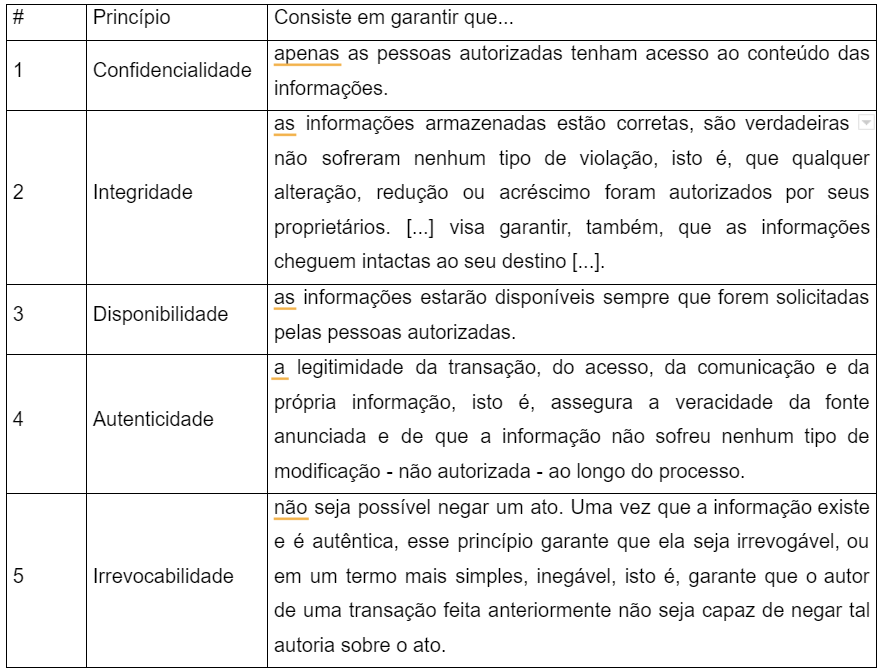 # Princípio Consiste em garantir que...
1 Confidencialidade apenas as pessoas autorizadas tenham acesso ao conteúdo das
informações.
2 Integridade as informações armazenadas estão corretas, são verdadeiras
não sofreram nenhum tipo de violação, isto é, que qualquer
alteração, redução ou acréscimo foram autorizados por seus
proprietários. [...] visa garantir, também, que as informações
cheguem intactas ao seu destino [...].
3 Disponibilidade as informações estarão disponíveis sempre que forem solicitadas
pelas pessoas autorizadas.
4 Autenticidade a legitimidade da transação, do acesso, da comunicação e da
própria informação, isto é, assegura a veracidade da fonte
anunciada e de que a informação não sofreu nenhum tipo de
modificação - não autorizada - ao longo do processo.
5 Irrevocabilidade não seja possível negar um ato. Uma vez que a informação existe
e é autêntica, esse princípio garante que ela seja irrevogável, ou
em um termo mais simples, inegável, isto é, garante que o autor
de uma transação feita anteriormente não seja capaz de negar tal
autoria sobre o ato.